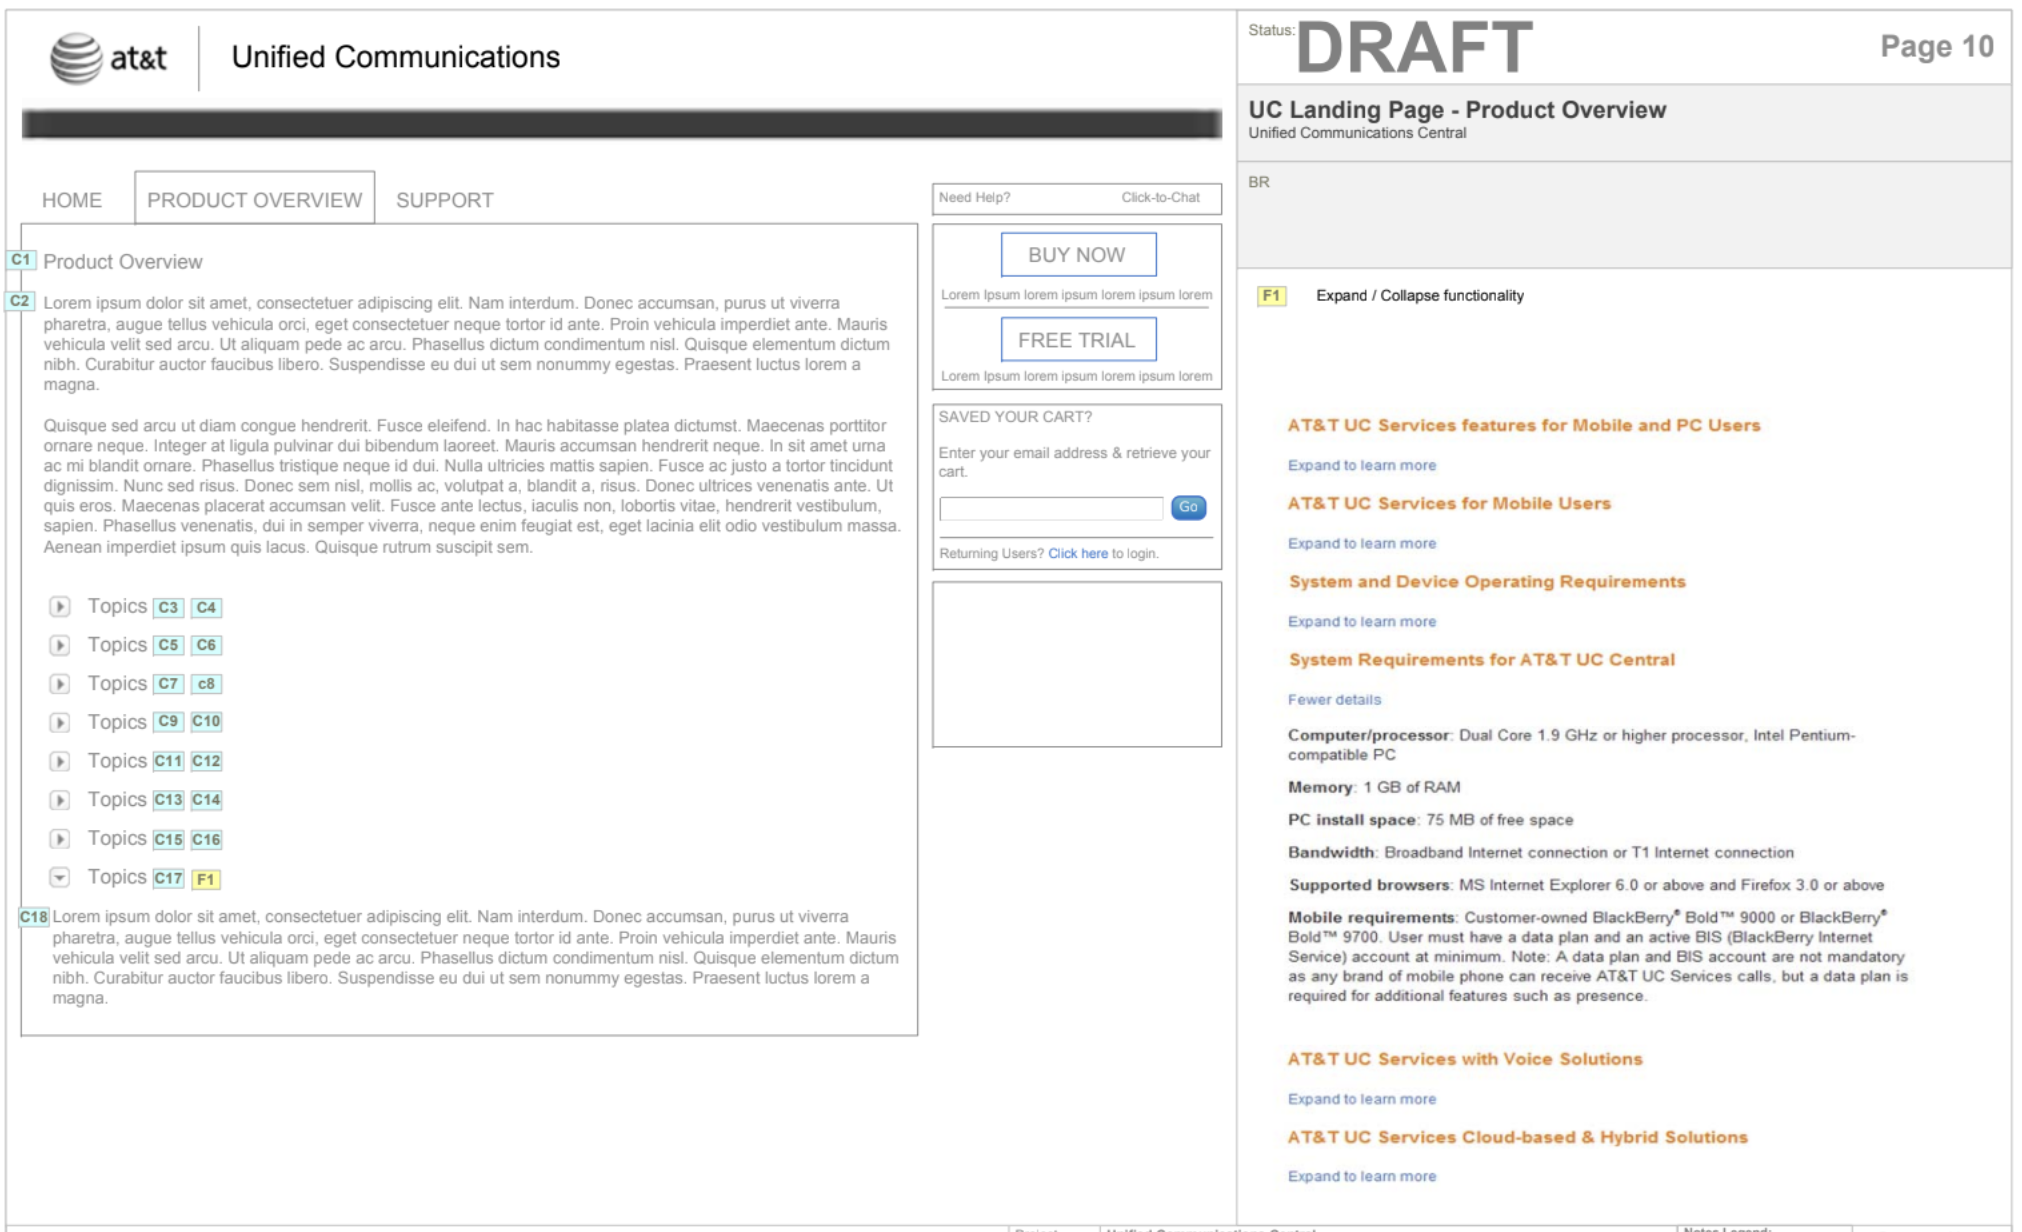 at&t
Unified Communications
HOME
PRODUCT OVERVIEW
SUPPORT
C1 Product Overview
C2 Lorem ipsum dolor sit amet, consectetuer adipiscing elit. Nam interdum. Donec accumsan, purus ut viverra
pharetra, augue tellus vehicula orci, eget consectetuer neque tortor id ante. Proin vehicula imperdiet ante. Mauris
vehicula velit sed arcu. Ut aliquam pede ac arcu. Phasellus dictum condimentum nisl. Quisque elementum dictum
nibh. Curabitur auctor faucibus libero. Suspendisse eu dui ut sem nonummy egestas. Praesent luctus lorem a
magna.
Quisque sed arcu ut diam congue hendrerit. Fusce eleifend. In hac habitasse platea dictumst. Maecenas porttitor
ornare neque. Integer at ligula pulvinar dui bibendum laoreet. Mauris accumsan hendrerit neque. In sit amet urna
ac mi blandit ornare. Phasellus tristique neque id dui. Nulla ultricies mattis sapien. Fusce ac justo a tortor tincidunt
dignissim. Nunc sed risus. Donec sem nisl, mollis ac, volutpat a, blandit a, risus. Donec ultrices venenatis ante. Ut
quis eros. Maecenas placerat accumsan velit. Fusce ante lectus, iaculis non, lobortis vitae, hendrerit vestibulum,
sapien. Phasellus venenatis, dui in semper viverra, neque enim feugiat est, eget lacinia elit odio vestibulum massa.
Aenean imperdiet ipsum quis lacus. Quisque rutrum suscipit sem.
Topics C3 C4
Topics C5 C6
Topics C7 c8
Topics C9 C10
Topics C11 C12
Topics C13 C14
Topics C15 C16
Topics C17 F1
C18 Lorem ipsum dolor sit amet, consectetuer adipiscing elit. Nam interdum. Donec accumsan, purus ut viverra
pharetra, augue tellus vehicula orci, eget consectetuer neque tortor id ante. Proin vehicula imperdiet ante. Mauris
vehicula velit sed arcu. Ut aliquam pede ac arcu. Phasellus dictum condimentum nisl. Quisque elementum dictum
nibh. Curabitur auctor faucibus libero. Suspendisse eu dui ut sem nonummy egestas. Praesent luctus lorem a
magna.
Need Help? Click-to-Chat
BUY NOW
Lorem Ipsum lorem ipsum lorem ipsum lorem
FREE TRIAL
Lorem Ipsum lorem ipsum lorem ipsum lorem
SAVED YOUR CART?
Enter your email address & retrieve your
cart.
Go
Returning Users? Click here to login.
Status: DRAFT
Page 10
UC Landing Page - Product Overview
Unified Communications Central
BR
F1 Expand / Collapse functionality
AT&T UC Services features for Mobile and PC Users
Expand to learn more
AT&T UC Services for Mobile Users
Expand to learn more
System and Device Operating Requirements
Expand to learn more
System Requirements for AT&T UC Central
Fewer details
Computer/processor: Dual Core 1.9 GHz or higher processor, Intel Pentium-
compatible PC
Memory: 1 GB of RAM
PC install space: 75 MB of free space
Bandwidth: Broadband Internet connection or T1 Internet connection
Supported browsers: MS Internet Explorer 6.0 or above and Firefox 3.0 or above
Mobile requirements: Customer-owned BlackBerry® Bold™ 9000 or BlackBerry®
Bold™ 9700. User must have a data plan and an active BIS (BlackBerry Internet
Service) account at minimum. Note: A data plan and BIS account are not mandatory
as any brand of mobile phone can receive AT&T UC Services calls, but a data plan is
required for additional features such as presence.
AT&T UC Services with Voice Solutions
Expand to learn more
AT&T UC Services Cloud-based & Hybrid Solutions
Expand to learn more